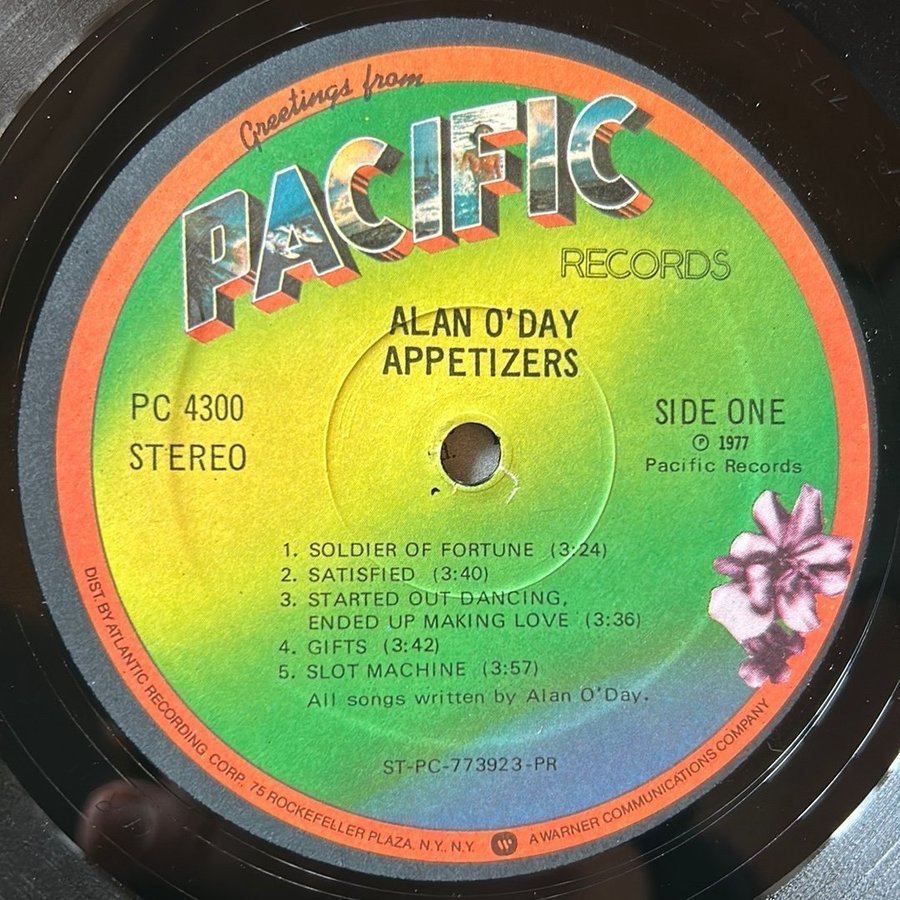 Greetings from
PACIFIC
RECORDS
ALAN O'DAY
APPETIZERS
PC 4300
STEREO
SIDE ONE
℗ 1977
Pacific Records
1. SOLDIER OF FORTUNE (3:24)
2. SATISFIED (3:40)
3. STARTED OUT DANCING,
ENDED UP MAKING LOVE (3:36)
4. GIFTS (3:42)
5. SLOT MACHINE (3:57)
All songs written by Alan O'Day.
ST-PC-773923-PR
DIST. BY ATLANTIC RECORDING CORP. 75 ROCKEFELLER PLAZA, N.Y., N.Y. A WARNER COMMUNICATIONS COMPANY